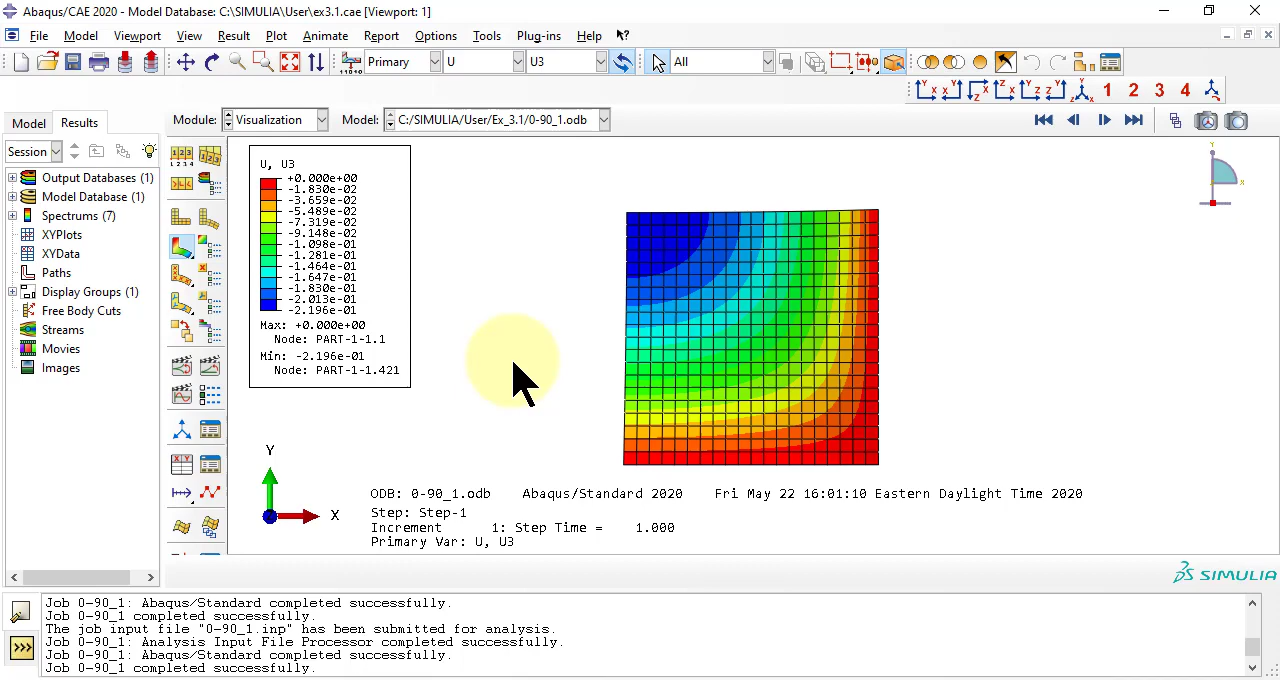 Abaqus/CAE 2020 - Model Database: C:\SIMULIA\User\ex3.1.cae [Viewport: 1]
File Model Viewport View Result Plot Animate Report Options Tools Plug-ins Help
Primary U U3 All
1 2 3 4
Model Results Module: Visualization Model: C:/SIMULIA/User/Ex_3.1/0-90_1.odb
Session
Output Databases (1)
Model Database (1)
Spectrums (7)
XYPlots
XYData
Paths
Display Groups (1)
Free Body Cuts
Streams
Movies
Images
U, U3
+0.000e+00
-1.830e-02
-3.659e-02
-5.489e-02
-7.319e-02
-9.148e-02
-1.098e-01
-1.281e-01
-1.464e-01
-1.647e-01
-1.830e-01
-2.013e-01
-2.196e-01
Max: +0.000e+00
Node: PART-1-1.1
Min: -2.196e-01
Node: PART-1-1.421
Y
X
Y
X
ODB: 0-90_1.odb Abaqus/Standard 2020 Fri May 22 16:01:10 Eastern Daylight Time 2020
Step: Step-1
Increment 1: Step Time = 1.000
Primary Var: U, U3
SIMULIA
Job 0-90_1: Abaqus/Standard completed successfully.
Job 0-90_1 completed successfully.
The job input file "0-90_1.inp" has been submitted for analysis.
Job 0-90_1: Analysis Input File Processor completed successfully.
Job 0-90_1: Abaqus/Standard completed successfully.
Job 0-90_1 completed successfully.